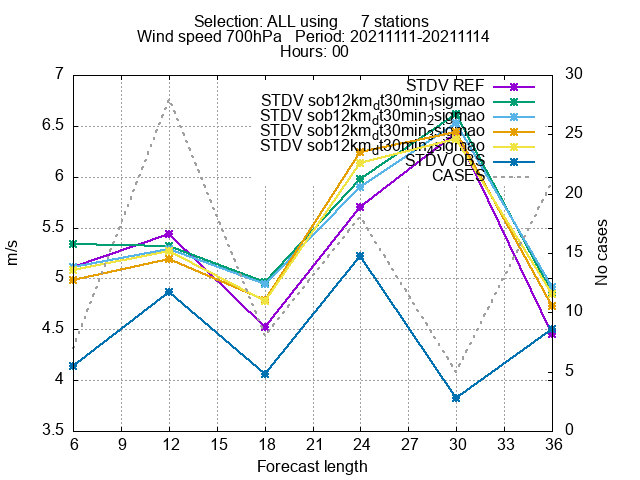 Selection: ALL using 7 stations
Wind speed 700hPa Period: 20211111-20211114
Hours: 00
7
6.5
6
5.5
5
4.5
4
3.5
m/s
30
25
20
15
10
5
0
No cases
STDV REF
STDV sob12km_dt30min_1sigmao
STDV sob12km_dt30min_2sigmao
STDV sob12km_dt30min_3sigmao
STDV sob12km_dt30min_4sigmao
STDV OBS
CASES
6 9 12 15 18 21 24 27 30 33 36
Forecast length